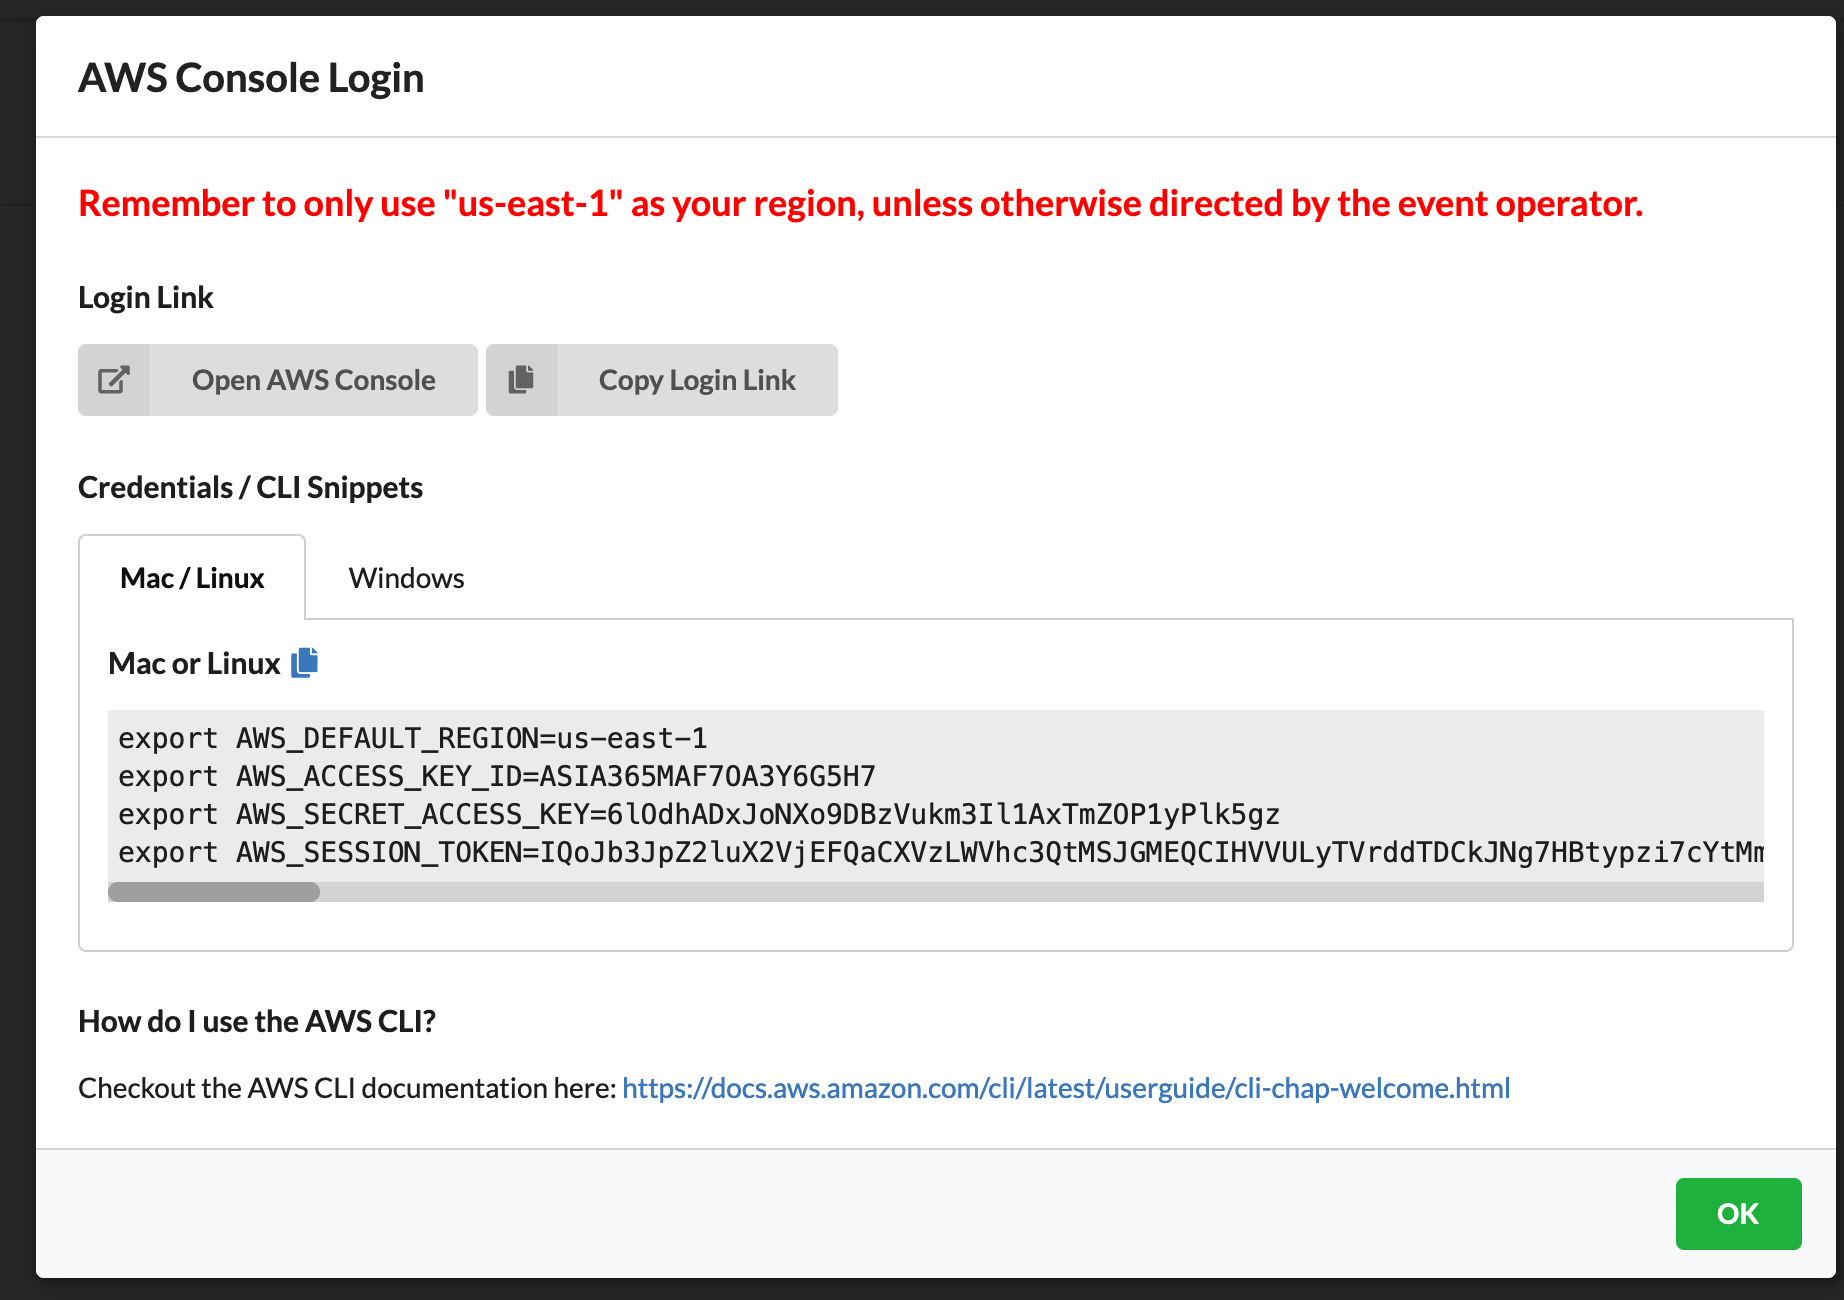 AWS Console Login
Remember to only use "us-east-1" as your region, unless otherwise directed by the event operator.
Login Link
Open AWS Console
Copy Login Link
Credentials / CLI Snippets
Mac / Linux
Windows
Mac or Linux
export AWS_DEFAULT_REGION=us-east-1
export AWS_ACCESS_KEY_ID=ASIA365MAF7OA3Y6G5H7
export AWS_SECRET_ACCESS_KEY=6lOdhADxJoNXo9DBzVukm3Il1AxTmZOP1yPlk5gz
export AWS_SESSION_TOKEN=IQoJb3JpZ2luX2VjEFQaCXVzLWVhc3QtMSJGMEQCIHVVULyTVrddTDCkJNg7HBtypzi7cYtMm
How do I use the AWS CLI?
Checkout the AWS CLI documentation here: https://docs.aws.amazon.com/cli/latest/userguide/cli-chap-welcome.html
OK